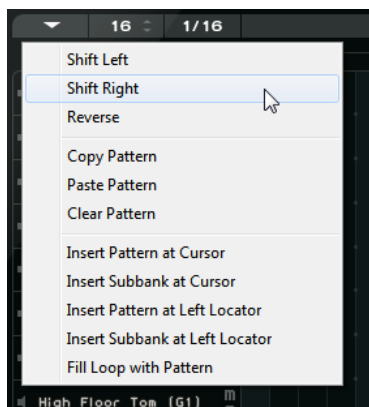 16 1/16
Shift Left
Shift Right
Reverse
Copy Pattern
Paste Pattern
Clear Pattern
Insert Pattern at Cursor
Insert Subbank at Cursor
Insert Pattern at Left Locator
Insert Subbank at Left Locator
Fill Loop with Pattern
High Floor Tom (G1) m